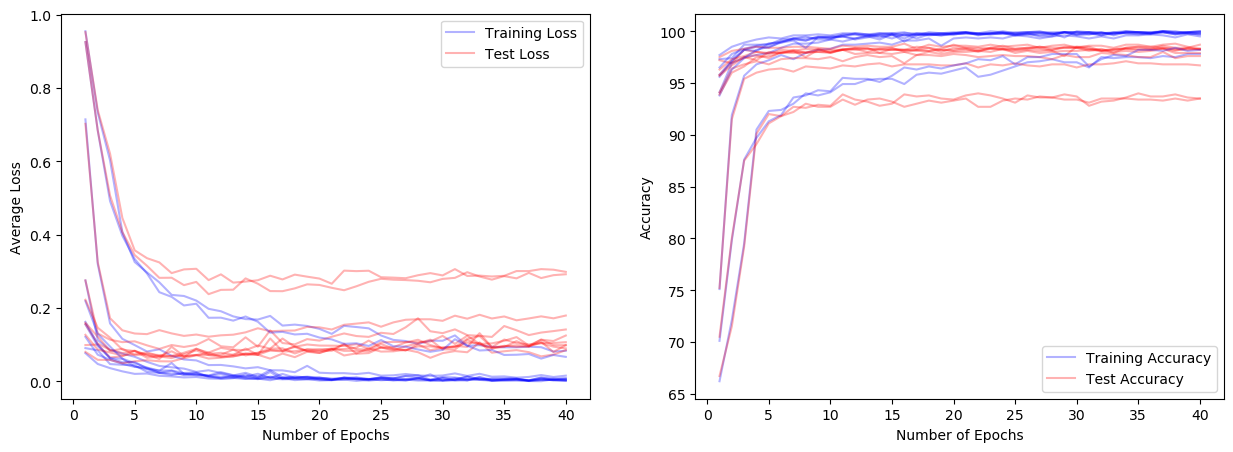 1.0
0.8
0.6
0.4
0.2
0.0
Average Loss
0 5 10 15 20 25 30 35 40
Number of Epochs
Training Loss
Test Loss
100
95
90
85
80
75
70
65
Accuracy
0 5 10 15 20 25 30 35 40
Number of Epochs
Training Accuracy
Test Accuracy